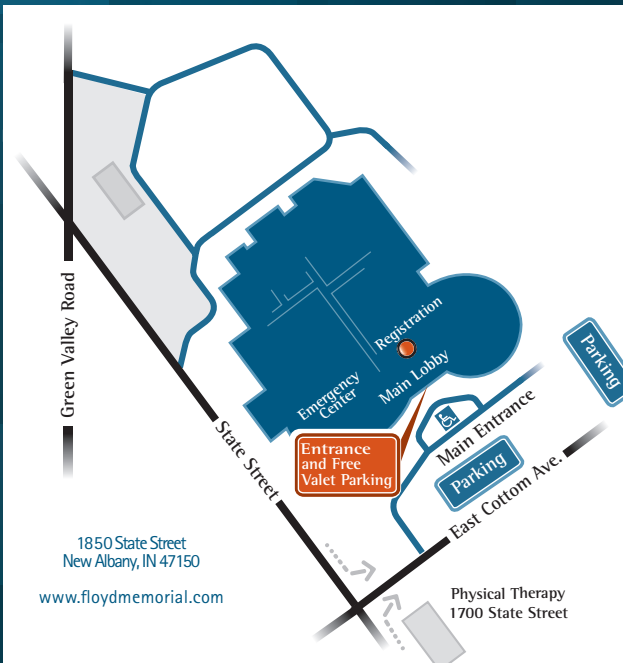 Green Valley Road
State Street
Registration
Main Lobby
Emergency
Center
Entrance
and Free
Valet Parking
Main Entrance
Parking
Parking
East Cottom Ave.
1850 State Street
New Albany, IN 47150
www.floydmemorial.com
Physical Therapy
1700 State Street